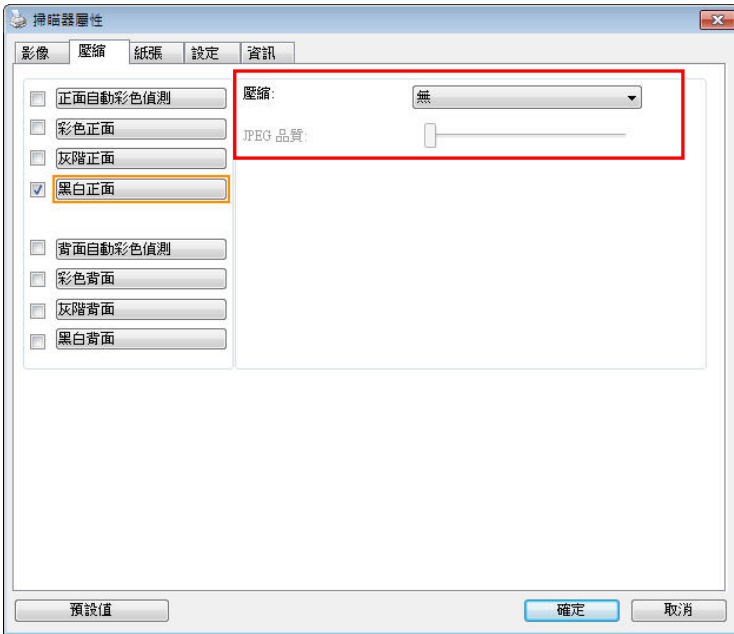 掃瞄器屬性
影像 壓縮 紙張 設定 資訊
正面自動彩色偵測
彩色正面
灰階正面
黑白正面
背面自動彩色偵測
彩色背面
灰階背面
黑白背面
壓縮: 無
JPEG 品質:
預設值 確定 取消